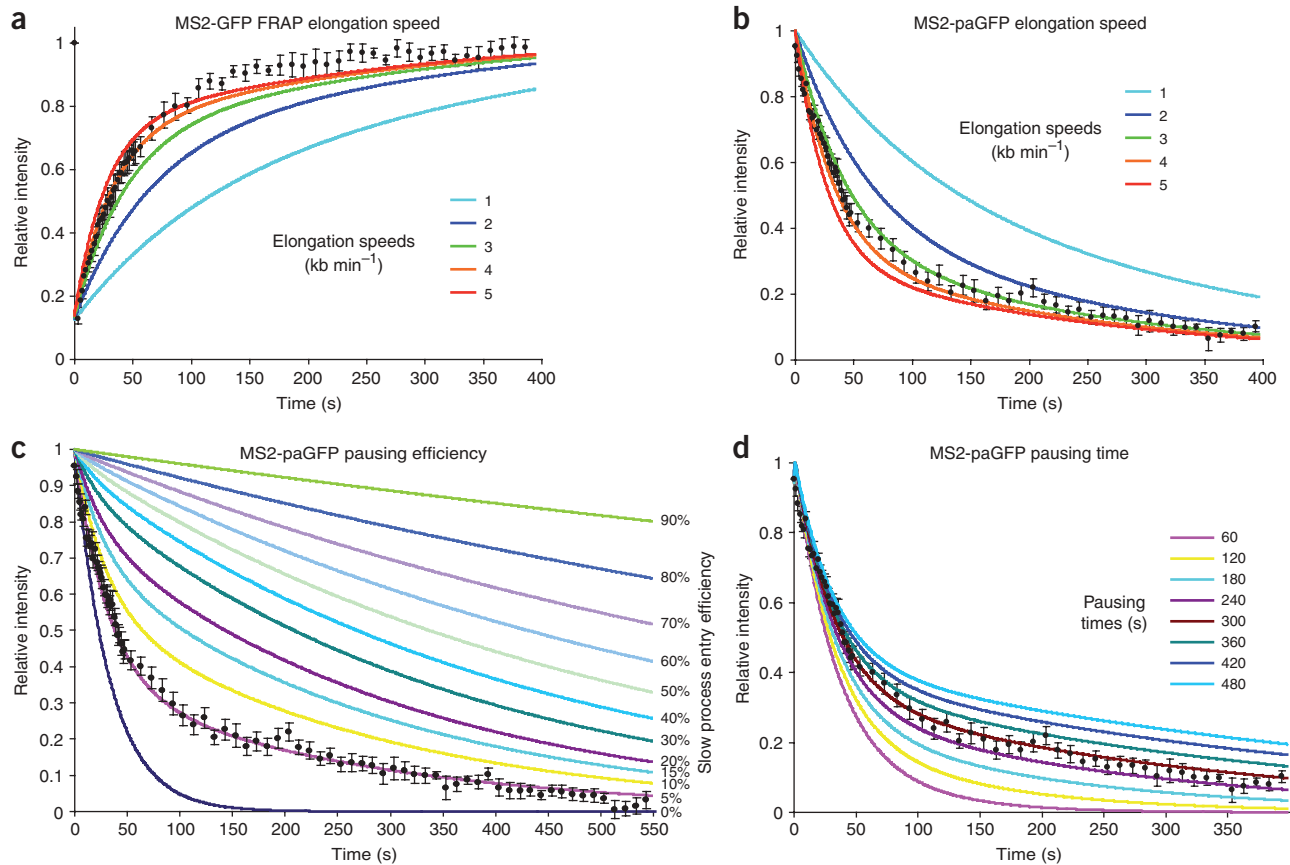 a
MS2-GFP FRAP elongation speed
Relative intensity
1
0.8
0.6
0.4
0.2
0
Elongation speeds
(kb min⁻¹)
1
2
3
4
5
0 50 100 150 200 250 300 350 400
Time (s)
b
MS2-paGFP elongation speed
Relative intensity
1
0.8
0.6
0.4
0.2
0
Elongation speeds
(kb min⁻¹)
1
2
3
4
5
0 50 100 150 200 250 300 350 400
Time (s)
c
MS2-paGFP pausing efficiency
Relative intensity
1
0.9
0.8
0.7
0.6
0.5
0.4
0.3
0.2
0.1
0
90%
80%
70%
60%
50%
40%
30%
20%
15%
10%
5%
0%
Slow process entry efficiency
0 50 100 150 200 250 300 350 400 450 500 550
Time (s)
d
MS2-paGFP pausing time
Relative intensity
1
0.8
0.6
0.4
0.2
0
Pausing
times (s)
60
120
180
240
300
360
420
480
0 50 100 150 200 250 300 350
Time (s)